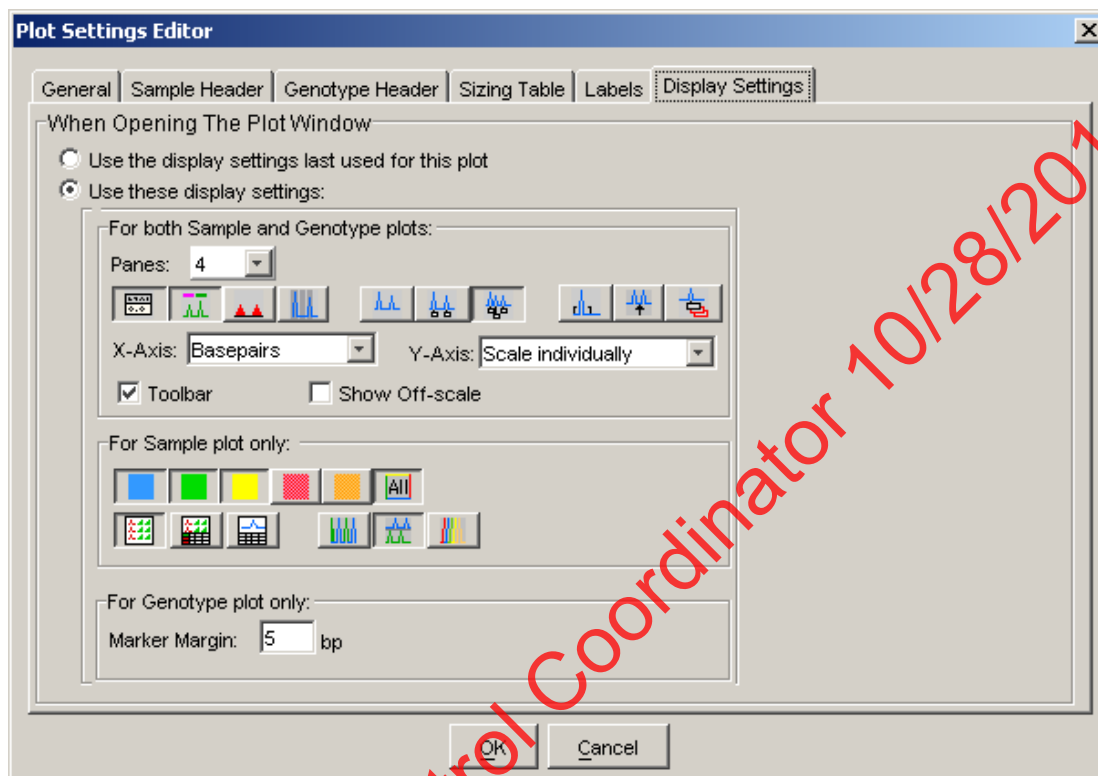 Plot Settings Editor
General Sample Header Genotype Header Sizing Table Labels Display Settings
When Opening The Plot Window
Use the display settings last used for this plot
Use these display settings:
For both Sample and Genotype plots:
Panes: 4
X-Axis: Basepairs Y-Axis: Scale individually
Toolbar Show Off-scale
For Sample plot only:
All
For Genotype plot only:
Marker Margin: 5 bp
OK Cancel
trol Coordinator 10/28/201